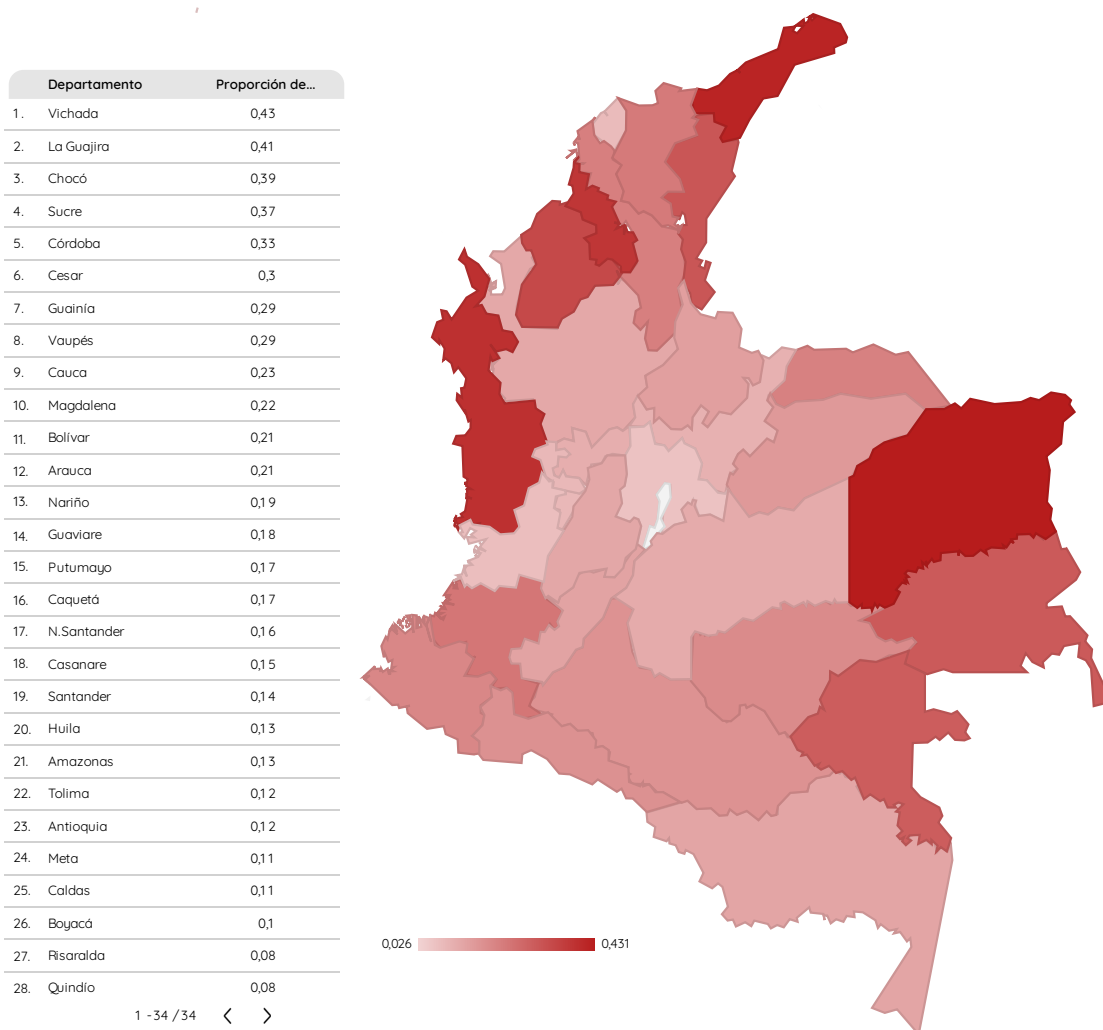 Departamento Proporción de...
1. Vichada 0,43
2. La Guajira 0,41
3. Chocó 0,39
4. Sucre 0,37
5. Córdoba 0,33
6. Cesar 0,3
7. Guainía 0,29
8. Vaupés 0,29
9. Cauca 0,23
10. Magdalena 0,22
11. Bolívar 0,21
12. Arauca 0,21
13. Nariño 0,19
14. Guaviare 0,18
15. Putumayo 0,17
16. Caquetá 0,17
17. N.Santander 0,16
18. Casanare 0,15
19. Santander 0,14
20. Huila 0,13
21. Amazonas 0,13
22. Tolima 0,12
23. Antioquia 0,12
24. Meta 0,11
25. Caldas 0,11
26. Boyacá 0,1
27. Risaralda 0,08
28. Quindío 0,08
1 - 34 / 34
0,026 0,431